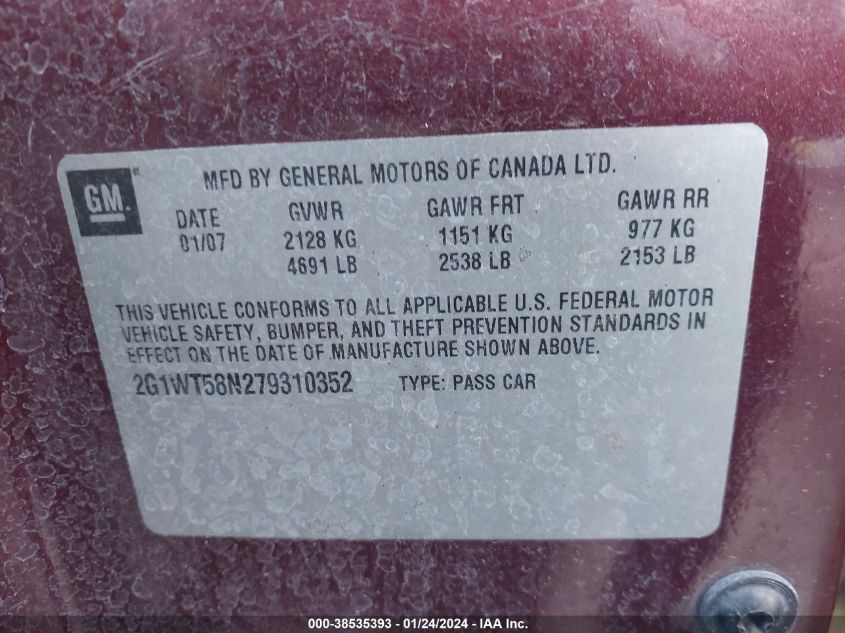 GM.
MFD BY GENERAL MOTORS OF CANADA LTD.
DATE GVWR GAWR FRT GAWR RR
01/07 2128 KG 1151 KG 977 KG
4691 LB 2538 LB 2153 LB
THIS VEHICLE CONFORMS TO ALL APPLICABLE U.S. FEDERAL MOTOR
VEHICLE SAFETY, BUMPER, AND THEFT PREVENTION STANDARDS IN
EFFECT ON THE DATE OF MANUFACTURE SHOWN ABOVE.
2G1WT58N279310352 TYPE: PASS CAR
000-38535393 - 01/24/2024 - IAA Inc.